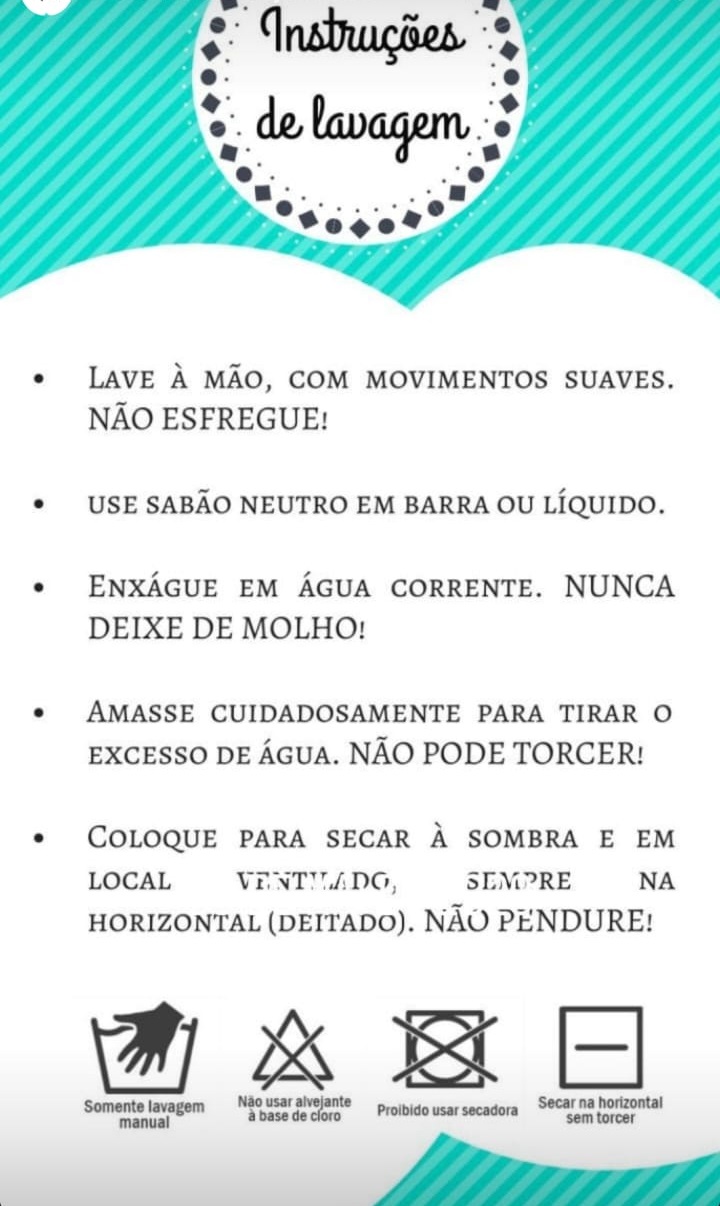 Instruções
de lavagem
• LAVE À MÃO, COM MOVIMENTOS SUAVES.
NÃO ESFREGUE!
• USE SABÃO NEUTRO EM BARRA OU LÍQUIDO.
• ENXÁGUE EM ÁGUA CORRENTE. NUNCA
DEIXE DE MOLHO!
• AMASSE CUIDADOSAMENTE PARA TIRAR O
EXCESSO DE ÁGUA. NÃO PODE TORCER!
• COLOQUE PARA SECAR À SOMBRA E EM
LOCAL VENTILADO, SEMPRE NA
HORIZONTAL (DEITADO). NÃO PENDURE!
Somente lavagem
manual
Não usar alvejante
à base de cloro
Proibido usar secadora
Secar na horizontal
sem torcer